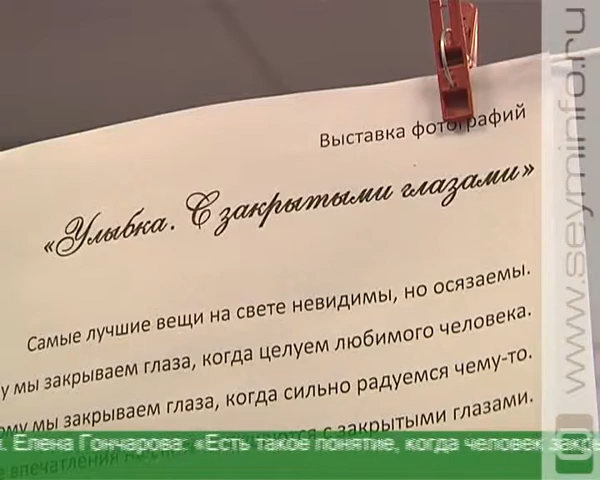 Выставка фотографий
«Улыбка. С закрытыми глазами»
Самые лучшие вещи на свете невидимы, но осязаемы.
у мы закрываем глаза, когда целуем любимого человека.
ому мы закрываем глаза, когда сильно радуемся чему-то.
с закрытыми глазами.
. Елена Гончарова: «Есть такое понятие, когда человек
е впечатления
www.seyminfo.ru